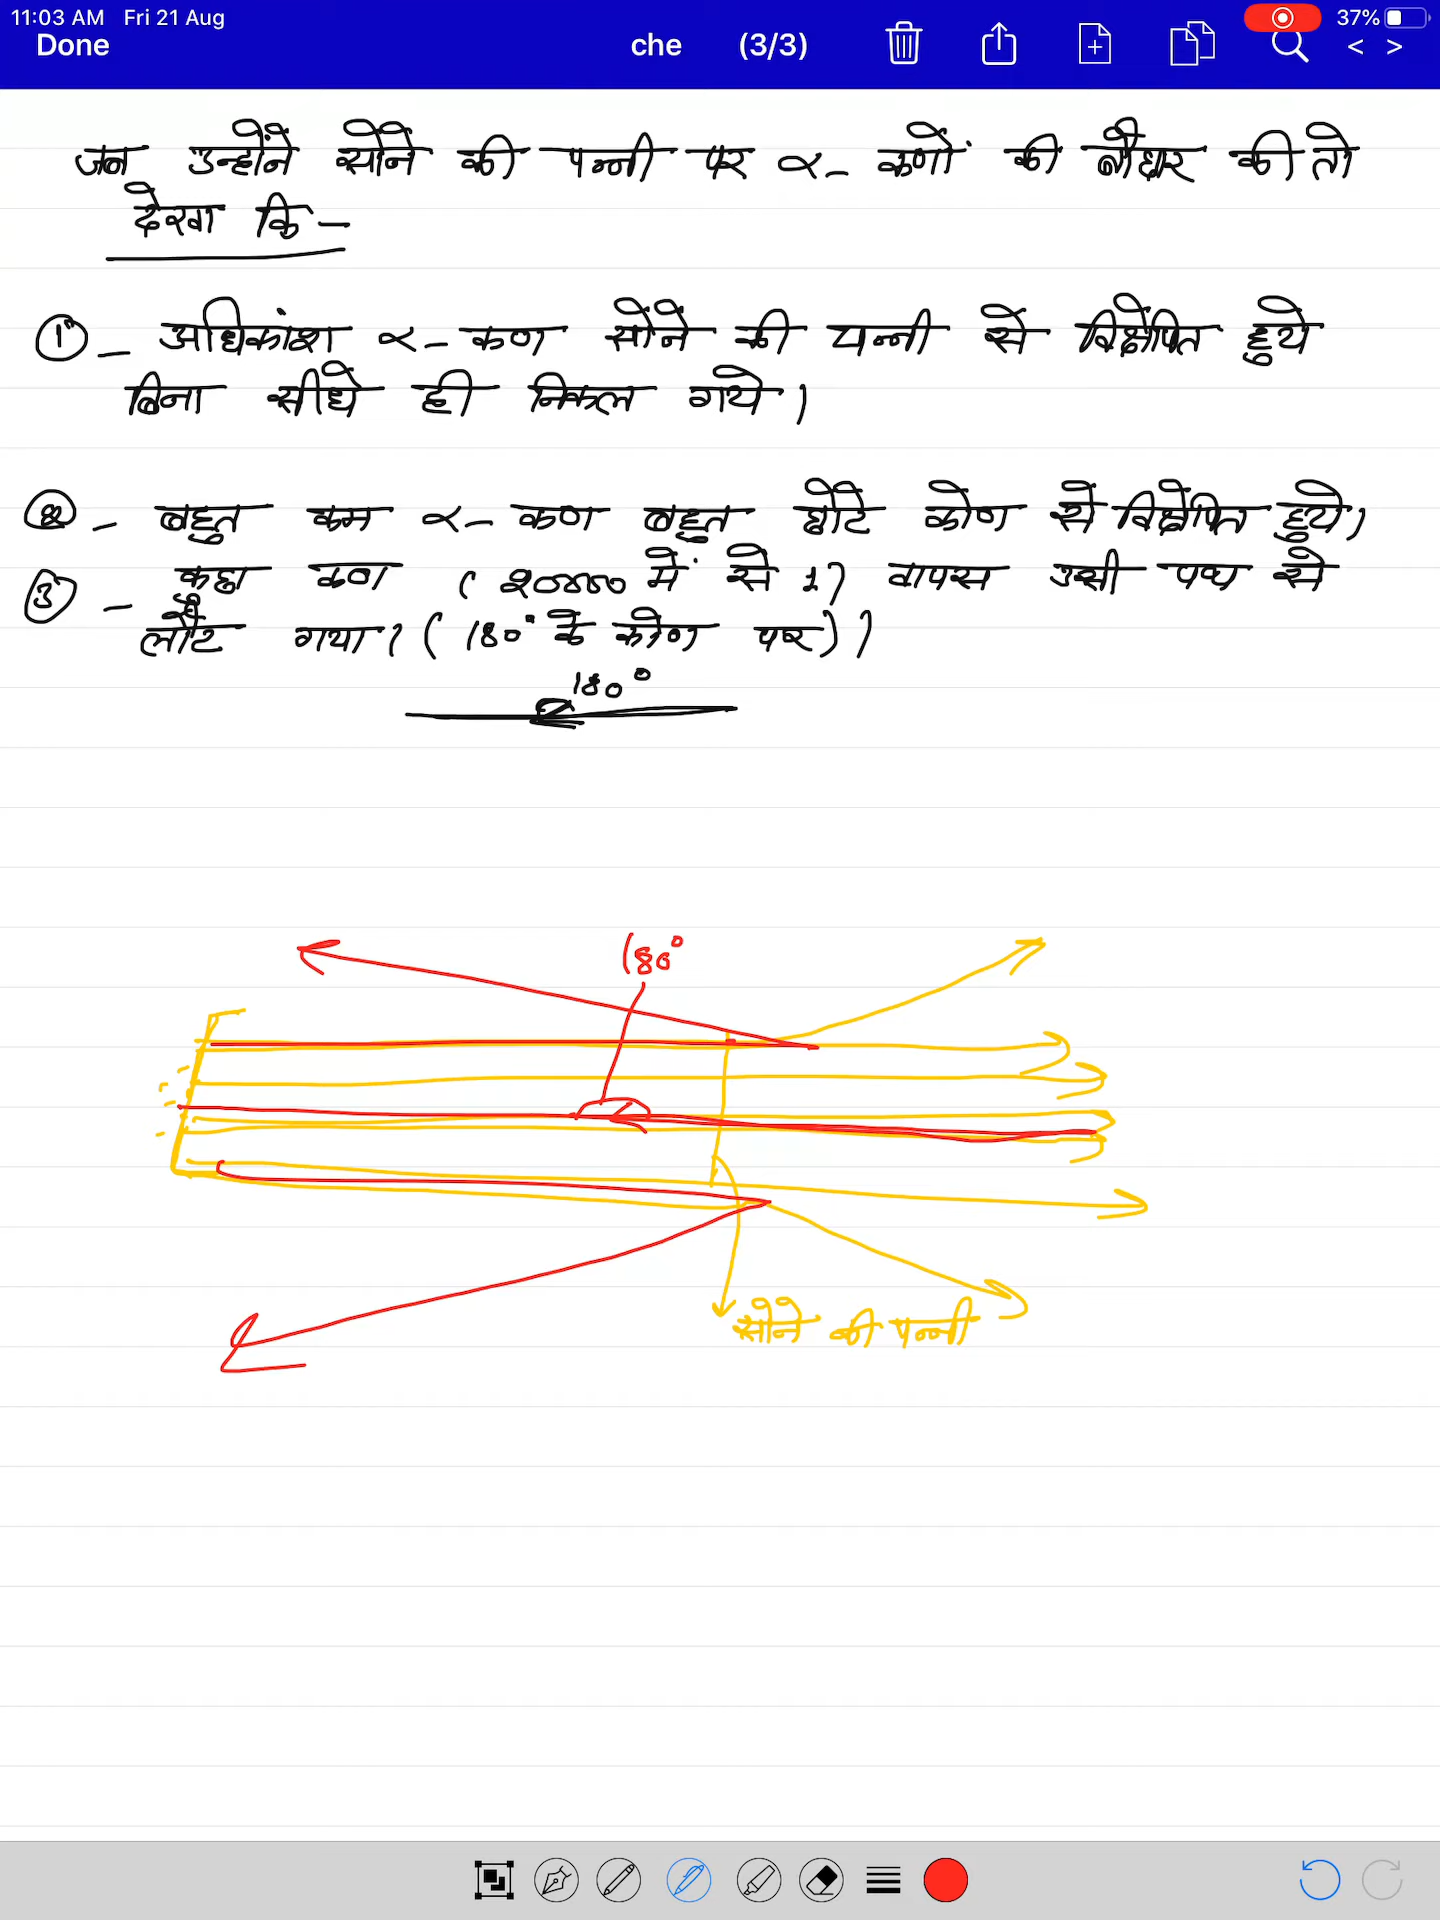 11:03 AM Fri 21 Aug
37%
Done
che (3/3)
जब उन्होंने सोने की पन्नी पर α- कणों की बौछार की तो
देखा कि -
① - अधिकांश α- कण सोने की पन्नी से विक्षेपित हुये
बिना सीधे ही निकल गये।
② - बहुत कम α- कण बहुत छोटे कोण से विक्षेपित हुये।
③ - कुछ कण (20000 में से 1) वापस उसी पथ से
लौट गया। (180° के कोण पर)।
180°
180°
सोने की पन्नी